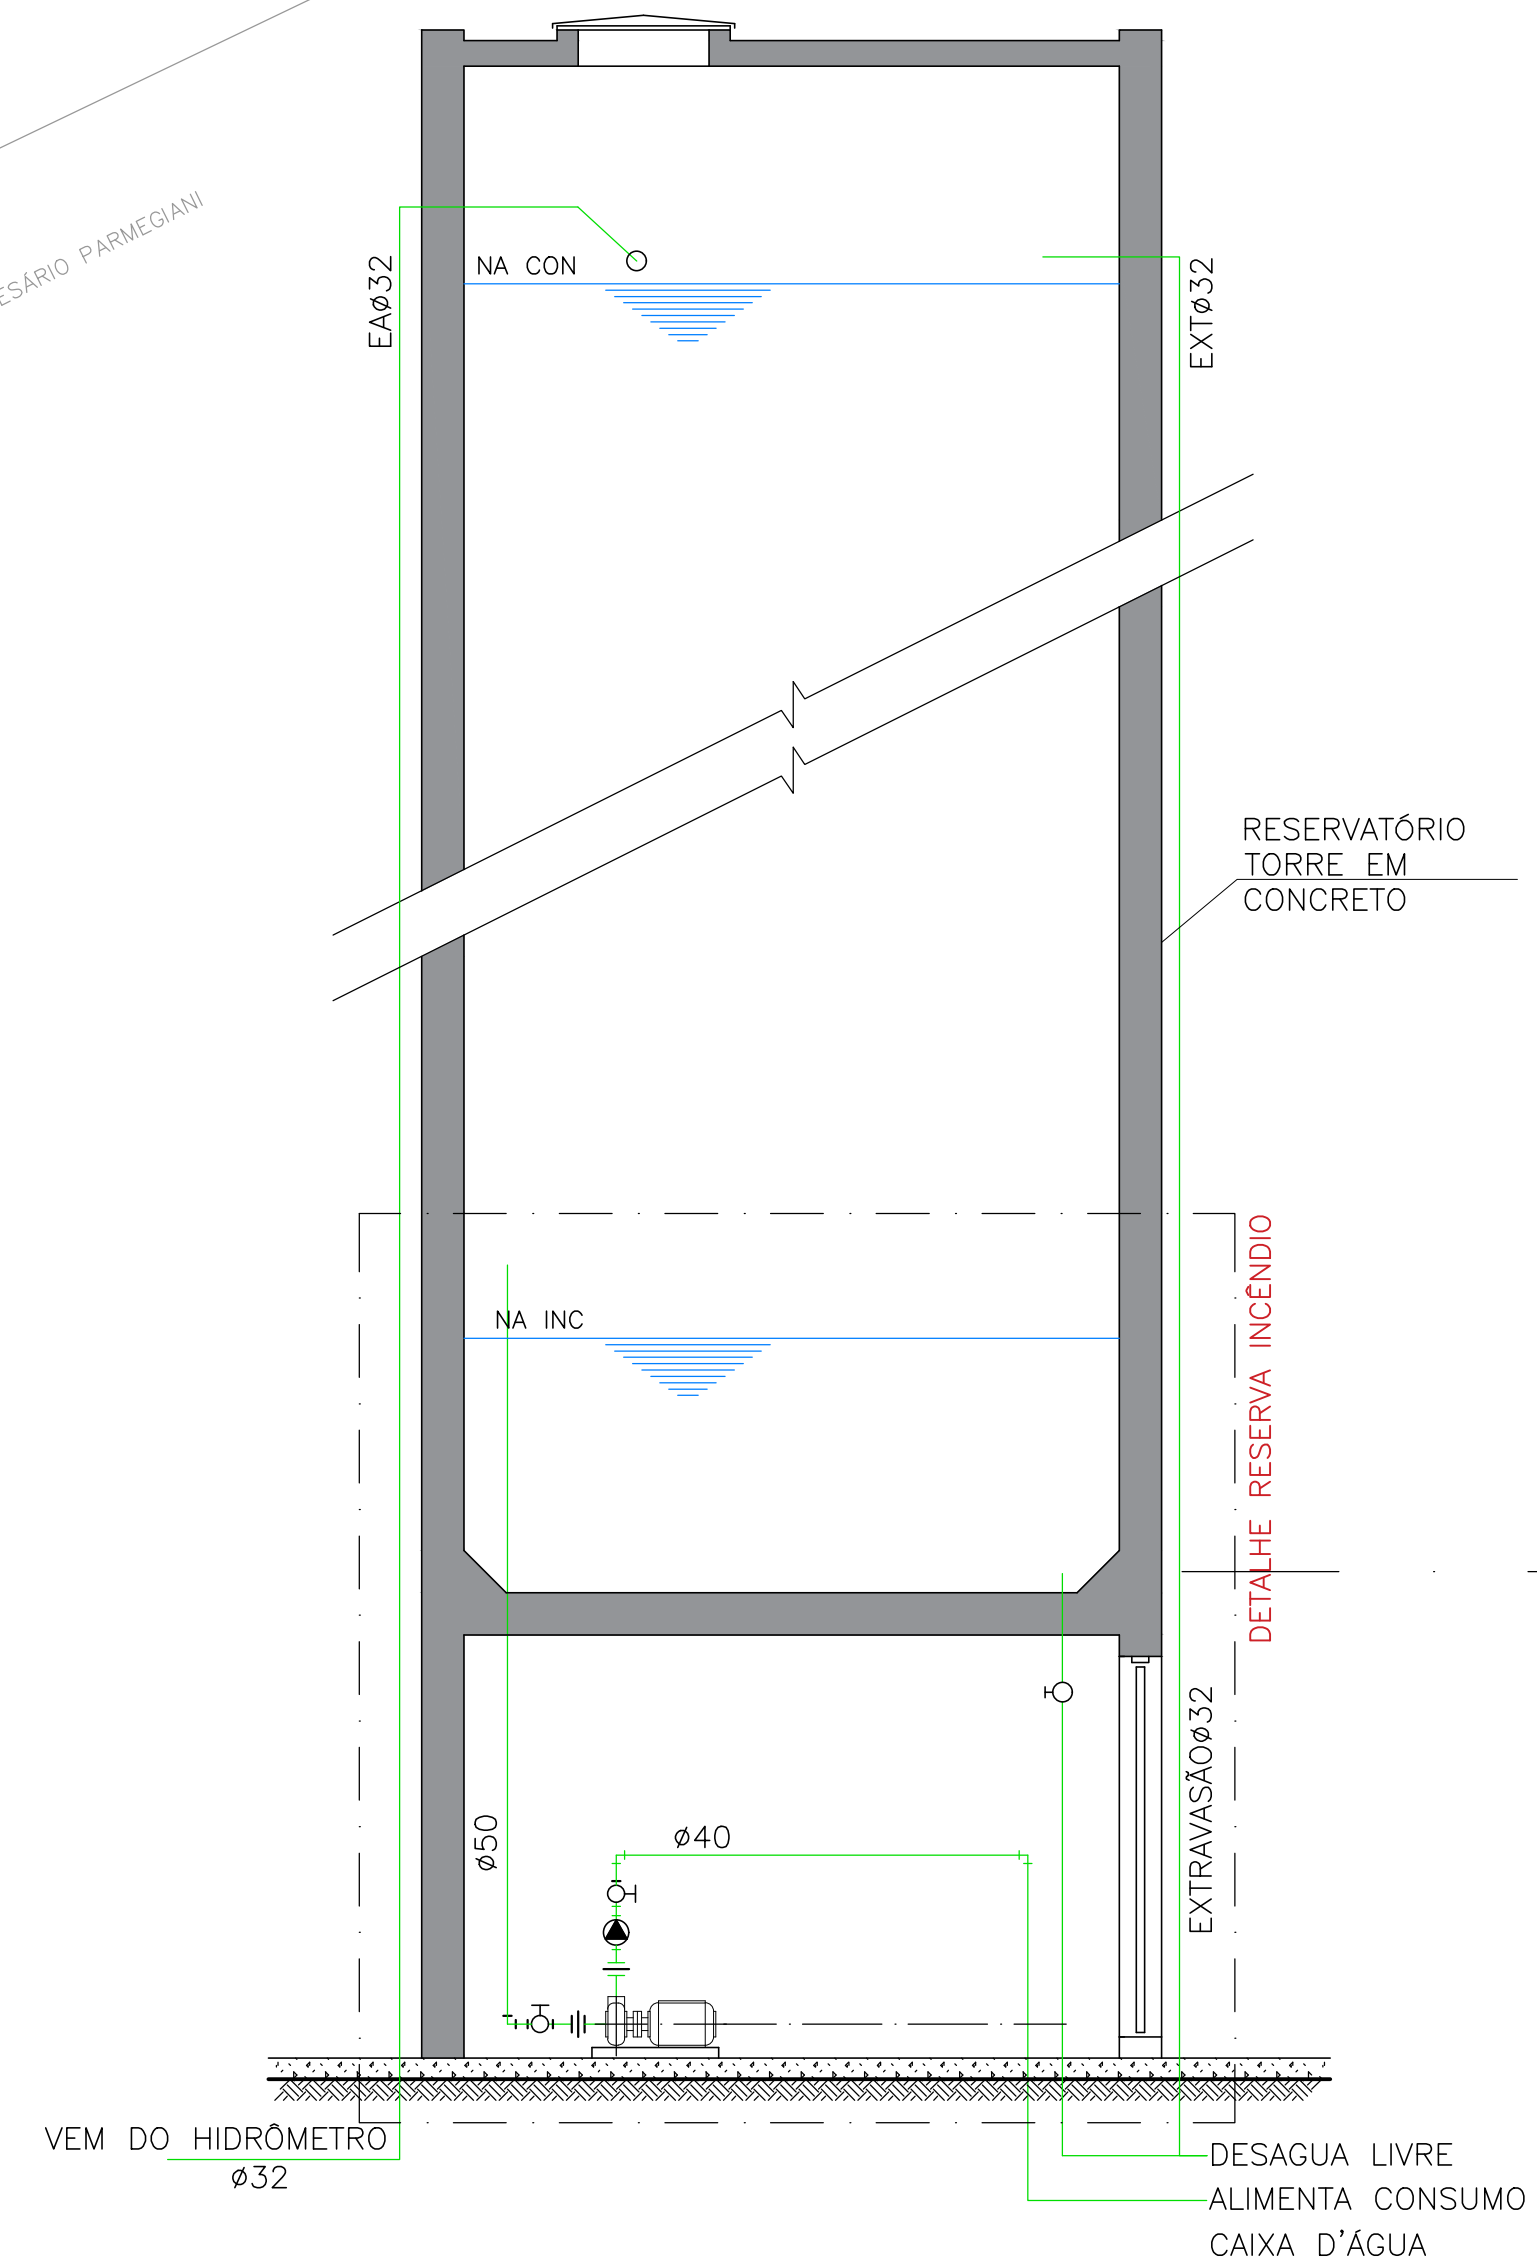 PARMEGIANI
EAø32
NA CON
EXTø32
RESERVATÓRIO
TORRE EM
CONCRETO
DETALHE RESERVA INCÊNDIO
NA INC
ø50
ø40
EXTRAVASÃOø32
VEM DO HIDRÔMETRO
ø32
DESAGUA LIVRE
ALIMENTA CONSUMO
CAIXA D'ÁGUA